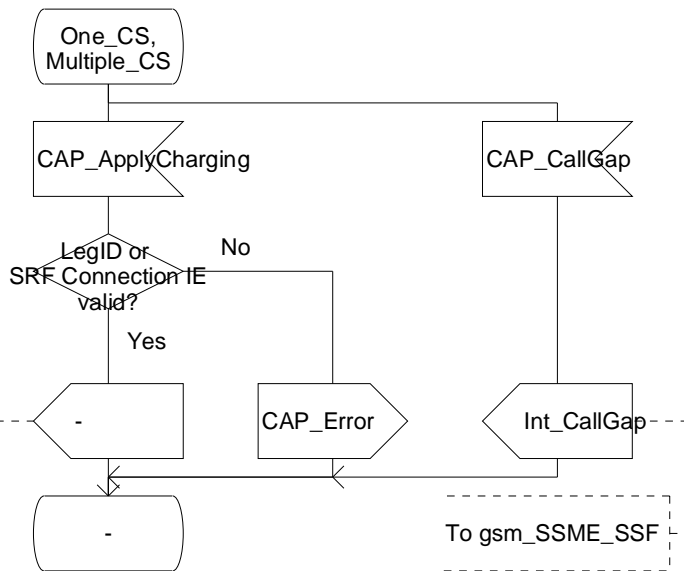 One_CS,
Multiple_CS
CAP_ApplyCharging
CAP_CallGap
LegID or
SRF Connection IE
valid?
No
Yes
-
CAP_Error
Int_CallGap
-
To gsm_SSME_SSF